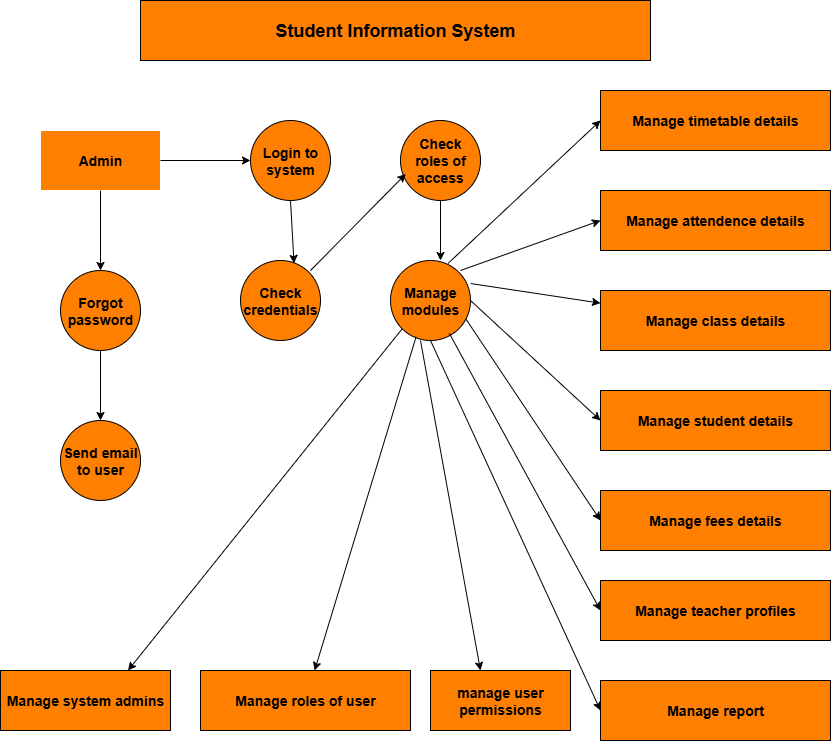 Student Information System
Admin
Login to
system
Check
roles of
access
Manage timetable details
Manage attendence details
Forgot
password
Check
credentials
Manage
modules
Manage class details
Send email
to user
Manage student details
Manage fees details
Manage teacher profiles
Manage system admins
Manage roles of user
manage user
permissions
Manage report